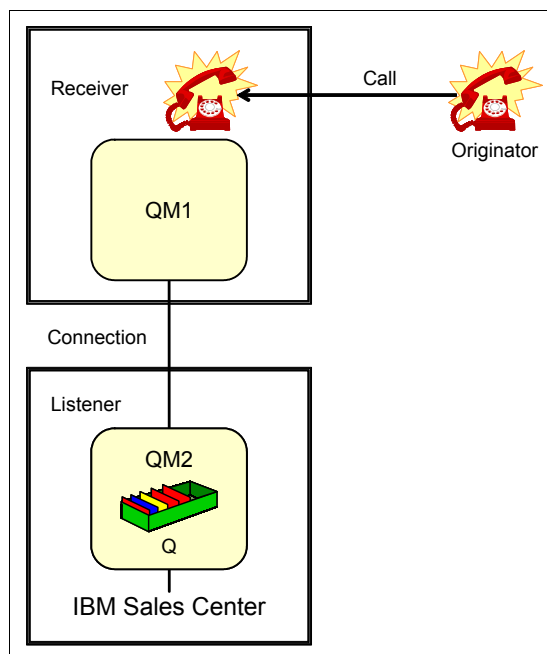 Receiver
Call
Originator
QM1
Connection
Listener
QM2
Q
IBM Sales Center